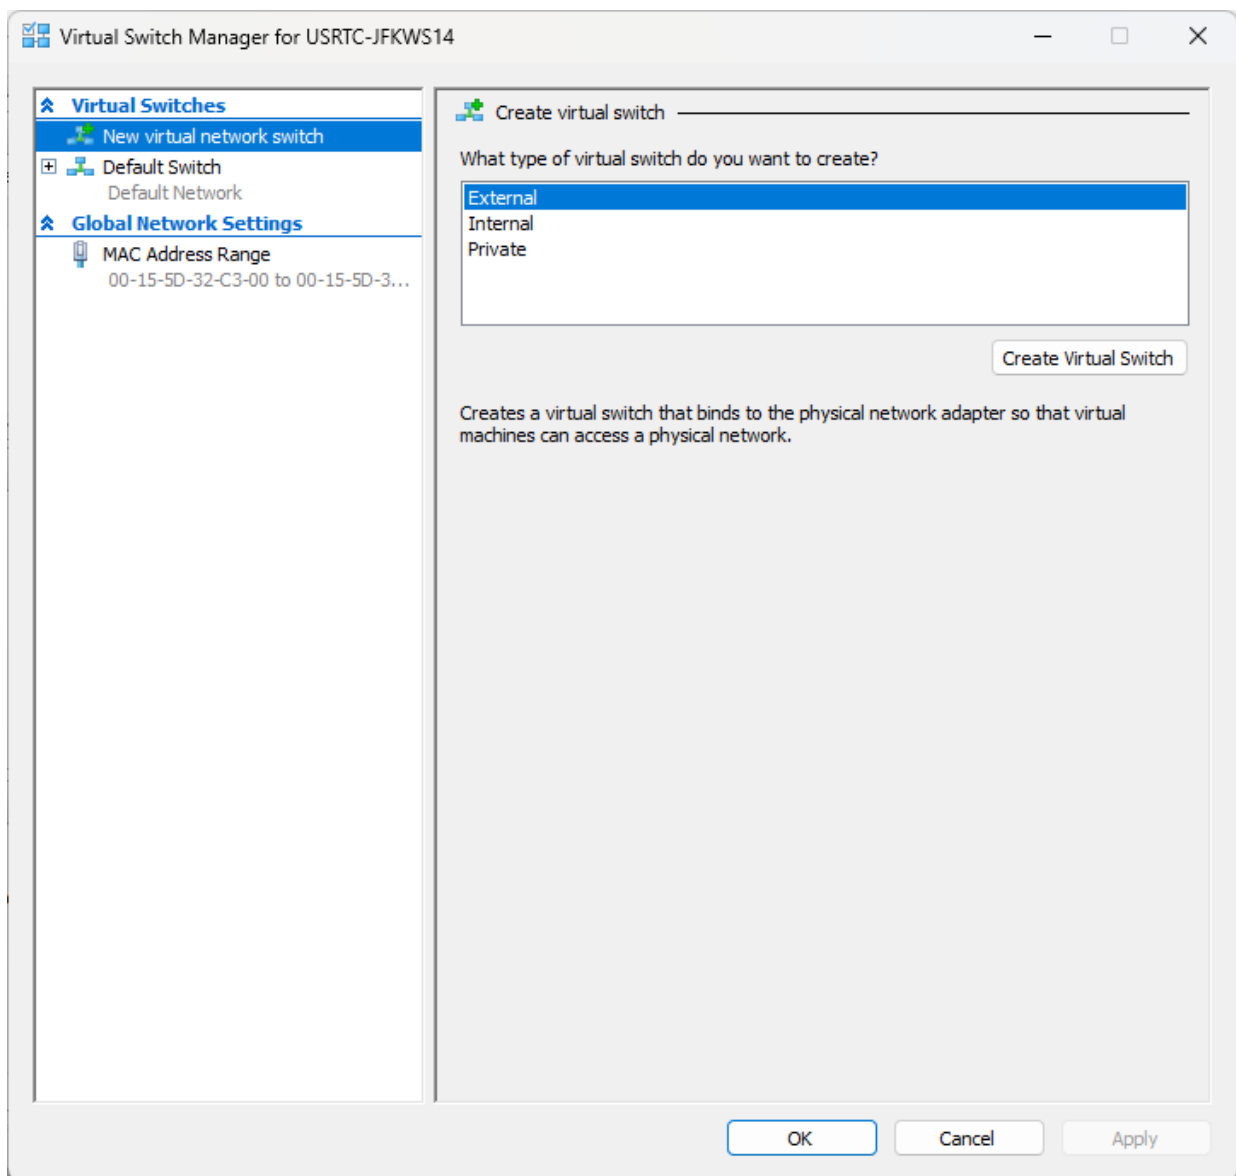 Virtual Switch Manager for USRTC-JFKWS14
Virtual Switches
New virtual network switch
Default Switch
Default Network
Global Network Settings
MAC Address Range
00-15-5D-32-C3-00 to 00-15-5D-3...
Create virtual switch
What type of virtual switch do you want to create?
External
Internal
Private
Create Virtual Switch
Creates a virtual switch that binds to the physical network adapter so that virtual
machines can access a physical network.
OK
Cancel
Apply